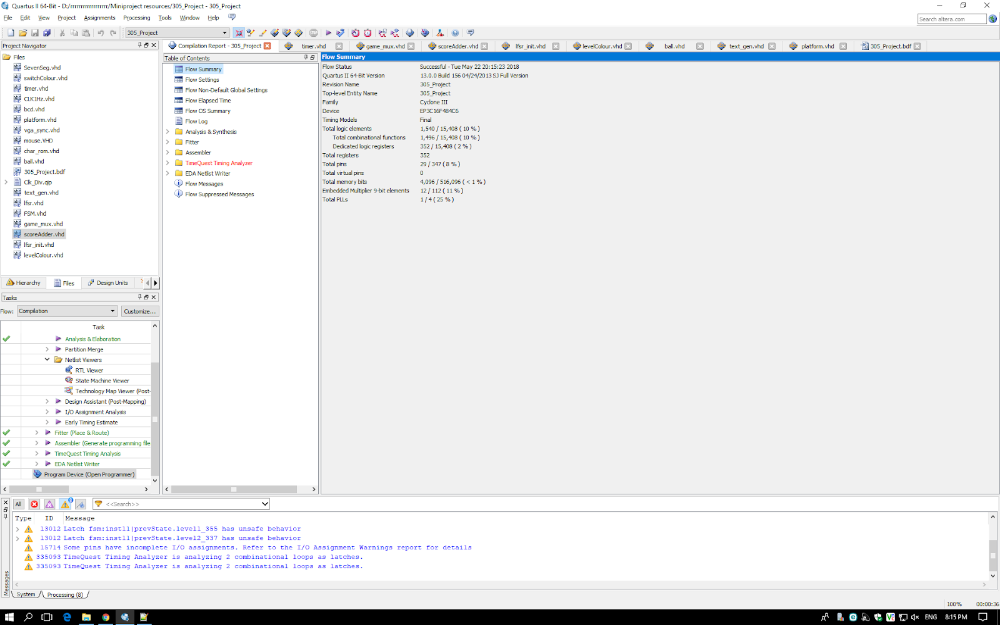 Quartus II 64-Bit - D:/rrrrrrrrrrrrrrrrr/Miniproject resources/305_Project - 305_Project
File Edit View Project Assignments Processing Tools Window Help
Search altera.com
305_Project
Project Navigator
Files
SevenSeg.vhd
switchColour.vhd
timer.vhd
CLK1Hz.vhd
bcd.vhd
platform.vhd
vga_sync.vhd
mouse.VHD
char_rom.vhd
ball.vhd
305_Project.bdf
Clk_Div.qip
text_gen.vhd
lfsr.vhd
FSM.vhd
game_mux.vhd
scoreAdder.vhd
lfsr_init.vhd
levelColour.vhd
Hierarchy Files Design Units
Tasks
Flow: Compilation Customize...
Task
Analysis & Elaboration
Partition Merge
Netlist Viewers
RTL Viewer
State Machine Viewer
Technology Map Viewer (Post-
Design Assistant (Post-Mapping)
I/O Assignment Analysis
Early Timing Estimate
Fitter (Place & Route)
Assembler (Generate programming file
TimeQuest Timing Analysis
EDA Netlist Writer
Program Device (Open Programmer)
Compilation Report - 305_Project timer.vhd game_mux.vhd scoreAdder.vhd lfsr_init.vhd levelColour.vhd ball.vhd text_gen.vhd platform.vhd 305_Project.bdf
Table of Contents
Flow Summary
Flow Settings
Flow Non-Default Global Settings
Flow Elapsed Time
Flow OS Summary
Flow Log
Analysis & Synthesis
Fitter
Assembler
TimeQuest Timing Analyzer
EDA Netlist Writer
Flow Messages
Flow Suppressed Messages
Flow Summary
Flow Status Successful - Tue May 22 20:15:23 2018
Quartus II 64-Bit Version 13.0.0 Build 156 04/24/2013 SJ Full Version
Revision Name 305_Project
Top-level Entity Name 305_Project
Family Cyclone III
Device EP3C16F484C6
Timing Models Final
Total logic elements 1,540 / 15,408 ( 10 % )
Total combinational functions 1,496 / 15,408 ( 10 % )
Dedicated logic registers 352 / 15,408 ( 2 % )
Total registers 352
Total pins 29 / 347 ( 8 % )
Total virtual pins 0
Total memory bits 4,096 / 516,096 ( < 1 % )
Embedded Multiplier 9-bit elements 12 / 112 ( 11 % )
Total PLLs 1 / 4 ( 25 % )
All <<Search>>
Type ID Message
13012 Latch fsm:inst11|prevState.level1_355 has unsafe behavior
13012 Latch fsm:inst11|prevState.level2_337 has unsafe behavior
15714 Some pins have incomplete I/O assignments. Refer to the I/O Assignment Warnings report for details
335093 TimeQuest Timing Analyzer is analyzing 2 combinational loops as latches.
335093 TimeQuest Timing Analyzer is analyzing 2 combinational loops as latches.
Messages
System Processing (8)
100% 00:00:36
ENG 8:15 PM